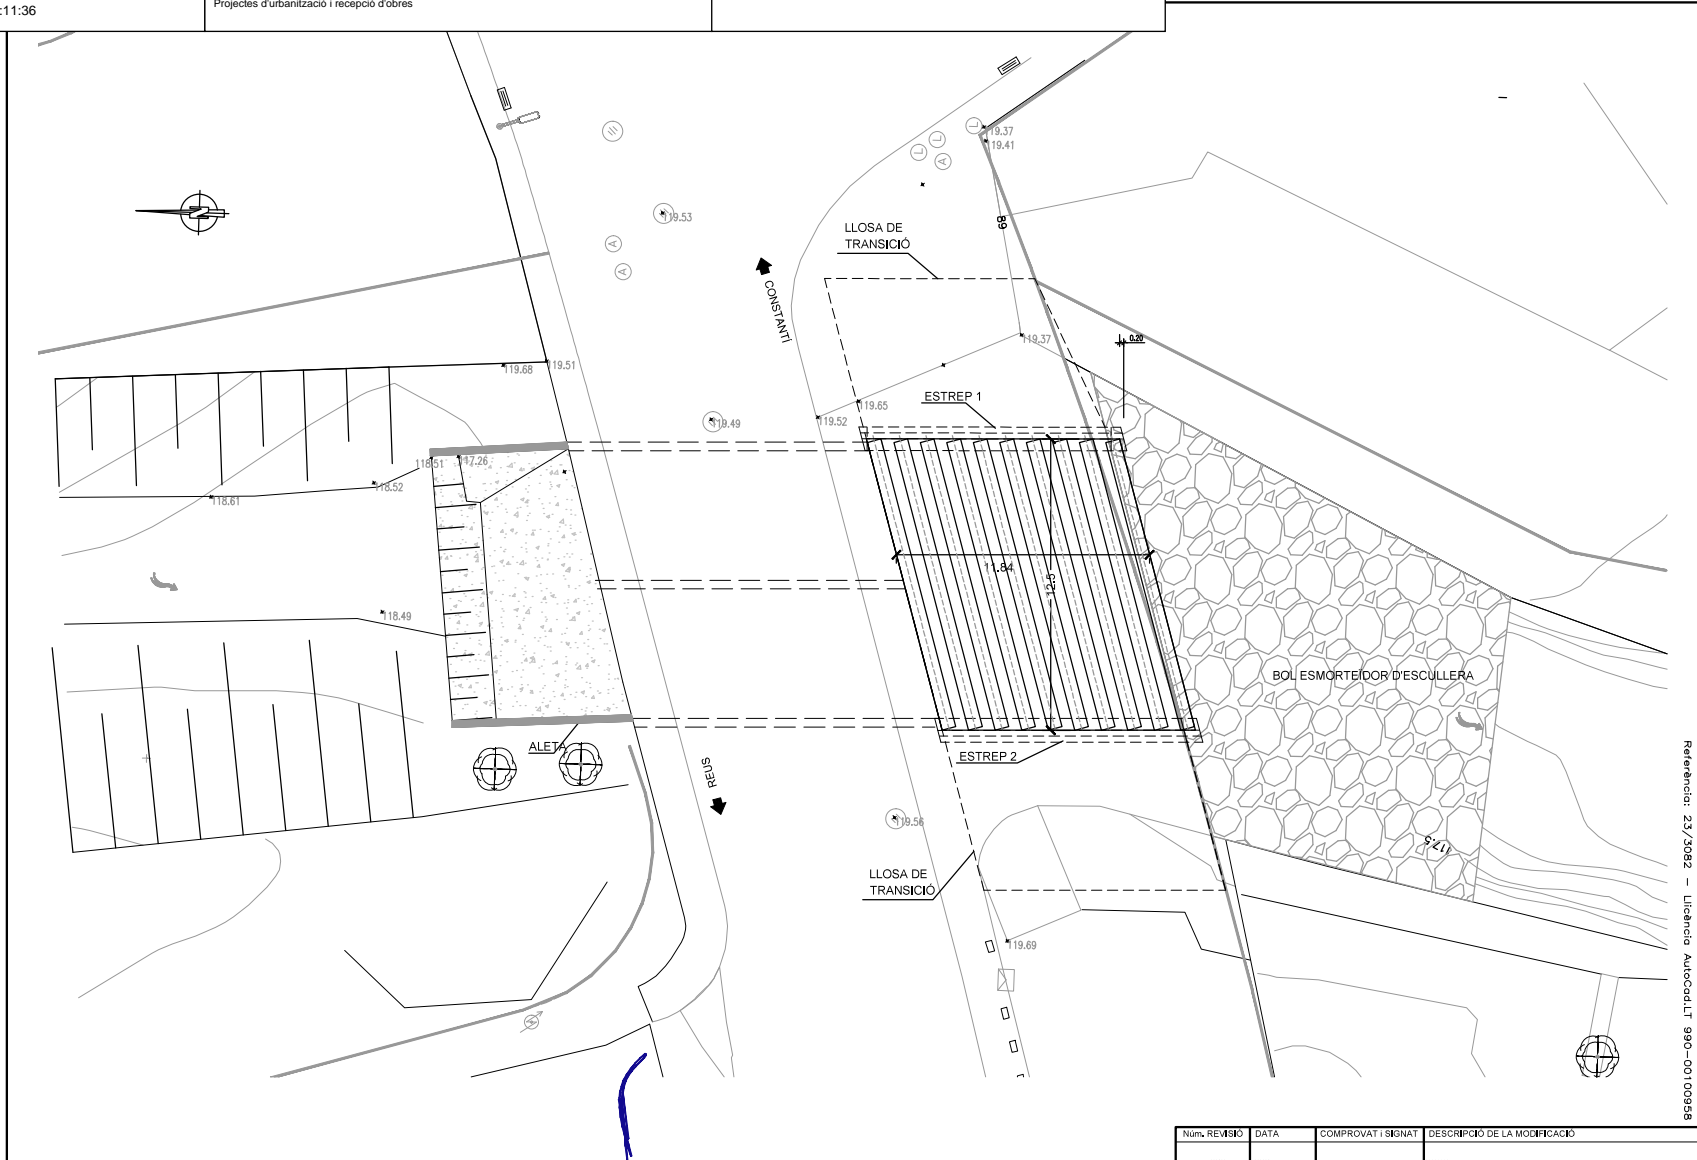 :11:36
Projectes d'urbanització i recepció d'obres
19.37
19.41
L
L
L
A
119.53
A
A
89
LLOSA DE
TRANSICIÓ
CONSTANTÍ
119.37
0.20
119.68
119.51
ESTREP 1
119.65
119.52
119.49
118.51
117.26
118.52
118.61
11.84
12.5
118.49
BOL ESMORTEÏDOR D'ESCULLERA
ALETA
REUS
ESTREP 2
119.56
117.5
LLOSA DE
TRANSICIÓ
119.69
Referència: 23/3082 - Llicència AutoCad.LT 990-00100958
Núm. REVISIÓ DATA COMPROVAT i SIGNAT DESCRIPCIÓ DE LA MODIFICACIÓ